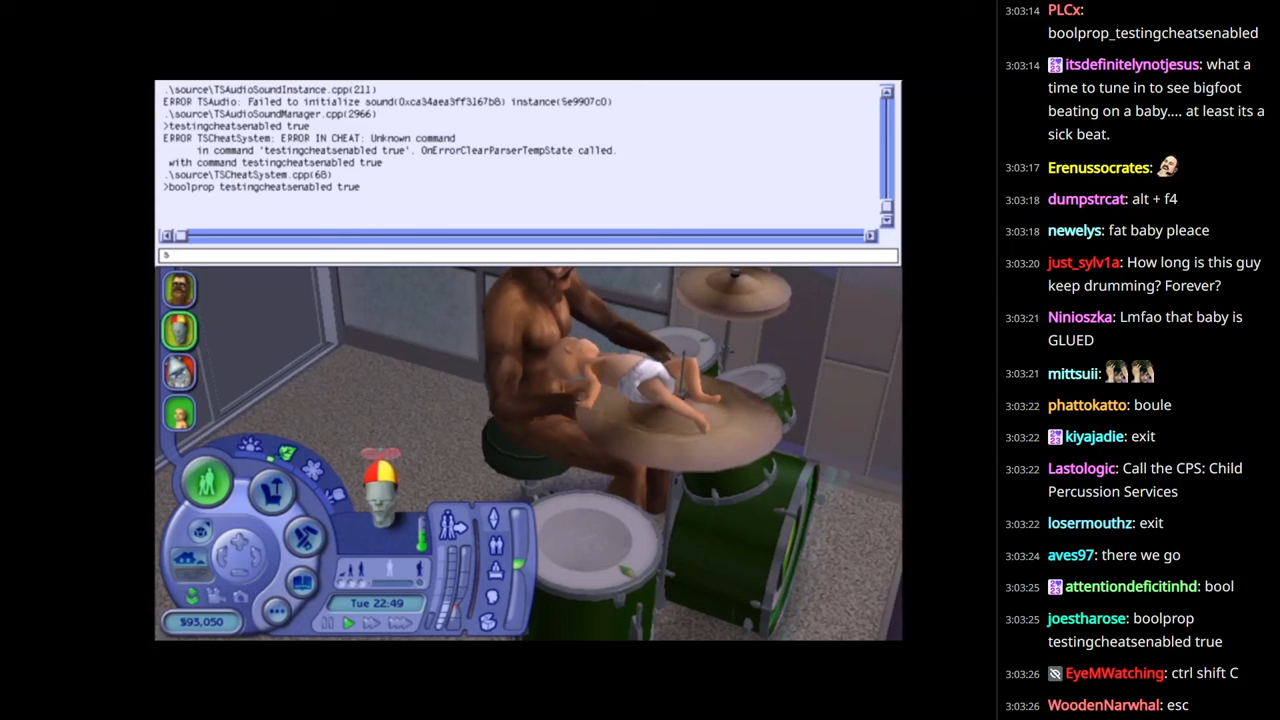 .\source\TSAudioSoundInstance.cpp(211)
ERROR TSAudio: Failed to initialize sound(0xca34aea3ff3167b8) instance(5e9907c0)
.\source\TSAudioSoundManager.cpp(2966)
>testingcheatsenabled true
ERROR TSCheatSystem: ERROR IN CHEAT: Unknown command
in command 'testingcheatsenabled true'. OnErrorClearParserTempState called.
with command testingcheatsenabled true
.\source\TSCheatSystem.cpp(68)
>boolprop testingcheatsenabled true
Tue 22:49
$93,050
3:03:14 PLCx:
boolprop_testingcheatsenabled
3:03:14 itsdefinitelynotjesus: what a
time to tune in to see bigfoot
beating on a baby.... at least its a
sick beat.
3:03:17 Erenussocrates:
3:03:18 dumpstrcat: alt + f4
3:03:18 newelys: fat baby pleace
3:03:20 just_sylv1a: How long is this guy
keep drumming? Forever?
3:03:21 Ninioszka: Lmfao that baby is
GLUED
3:03:21 mittsuii:
3:03:22 phattokatto: boule
3:03:22 kiyajadie: exit
3:03:22 Lastologic: Call the CPS: Child
Percussion Services
3:03:22 losermouthz: exit
3:03:24 aves97: there we go
3:03:25 attentiondeficitinhd: bool
3:03:25 joestharose: boolprop
testingcheatsenabled true
3:03:26 EyeMWatching: ctrl shift C
3:03:26 WoodenNarwhal: esc